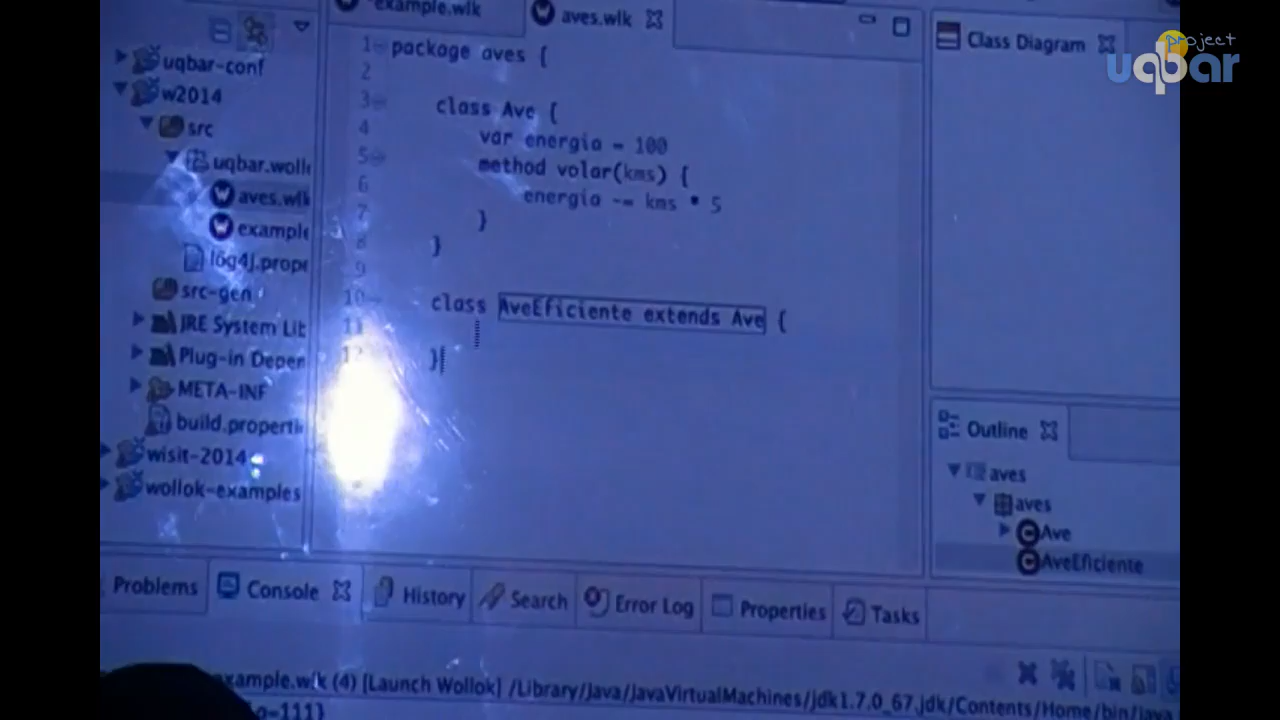 example.wlk
aves.wlk
Class Diagram
project
uqbar
uqbar-conf
w2014
src
uqbar.woll
aves.wlk
example
log4j.prope
src-gen
JRE System Lib
Plug-in Depen
META-INF
build.properti
wisit-2014
wollok-examples
1 package aves {
2
3 class Ave {
4 var energia = 100
5 method volar(kms) {
6 energia -= kms * 5
7 }
8 }
9
10 class AveEficiente extends Ave {
11
12 }
Outline
aves
aves
Ave
AveEficiente
Problems
Console
History
Search
Error Log
Properties
Tasks
example.wlk (4) [Launch Wollok] /Library/Java/JavaVirtualMachines/jdk1.7.0_67.jdk/Contents/Home/bin/java
a=111}